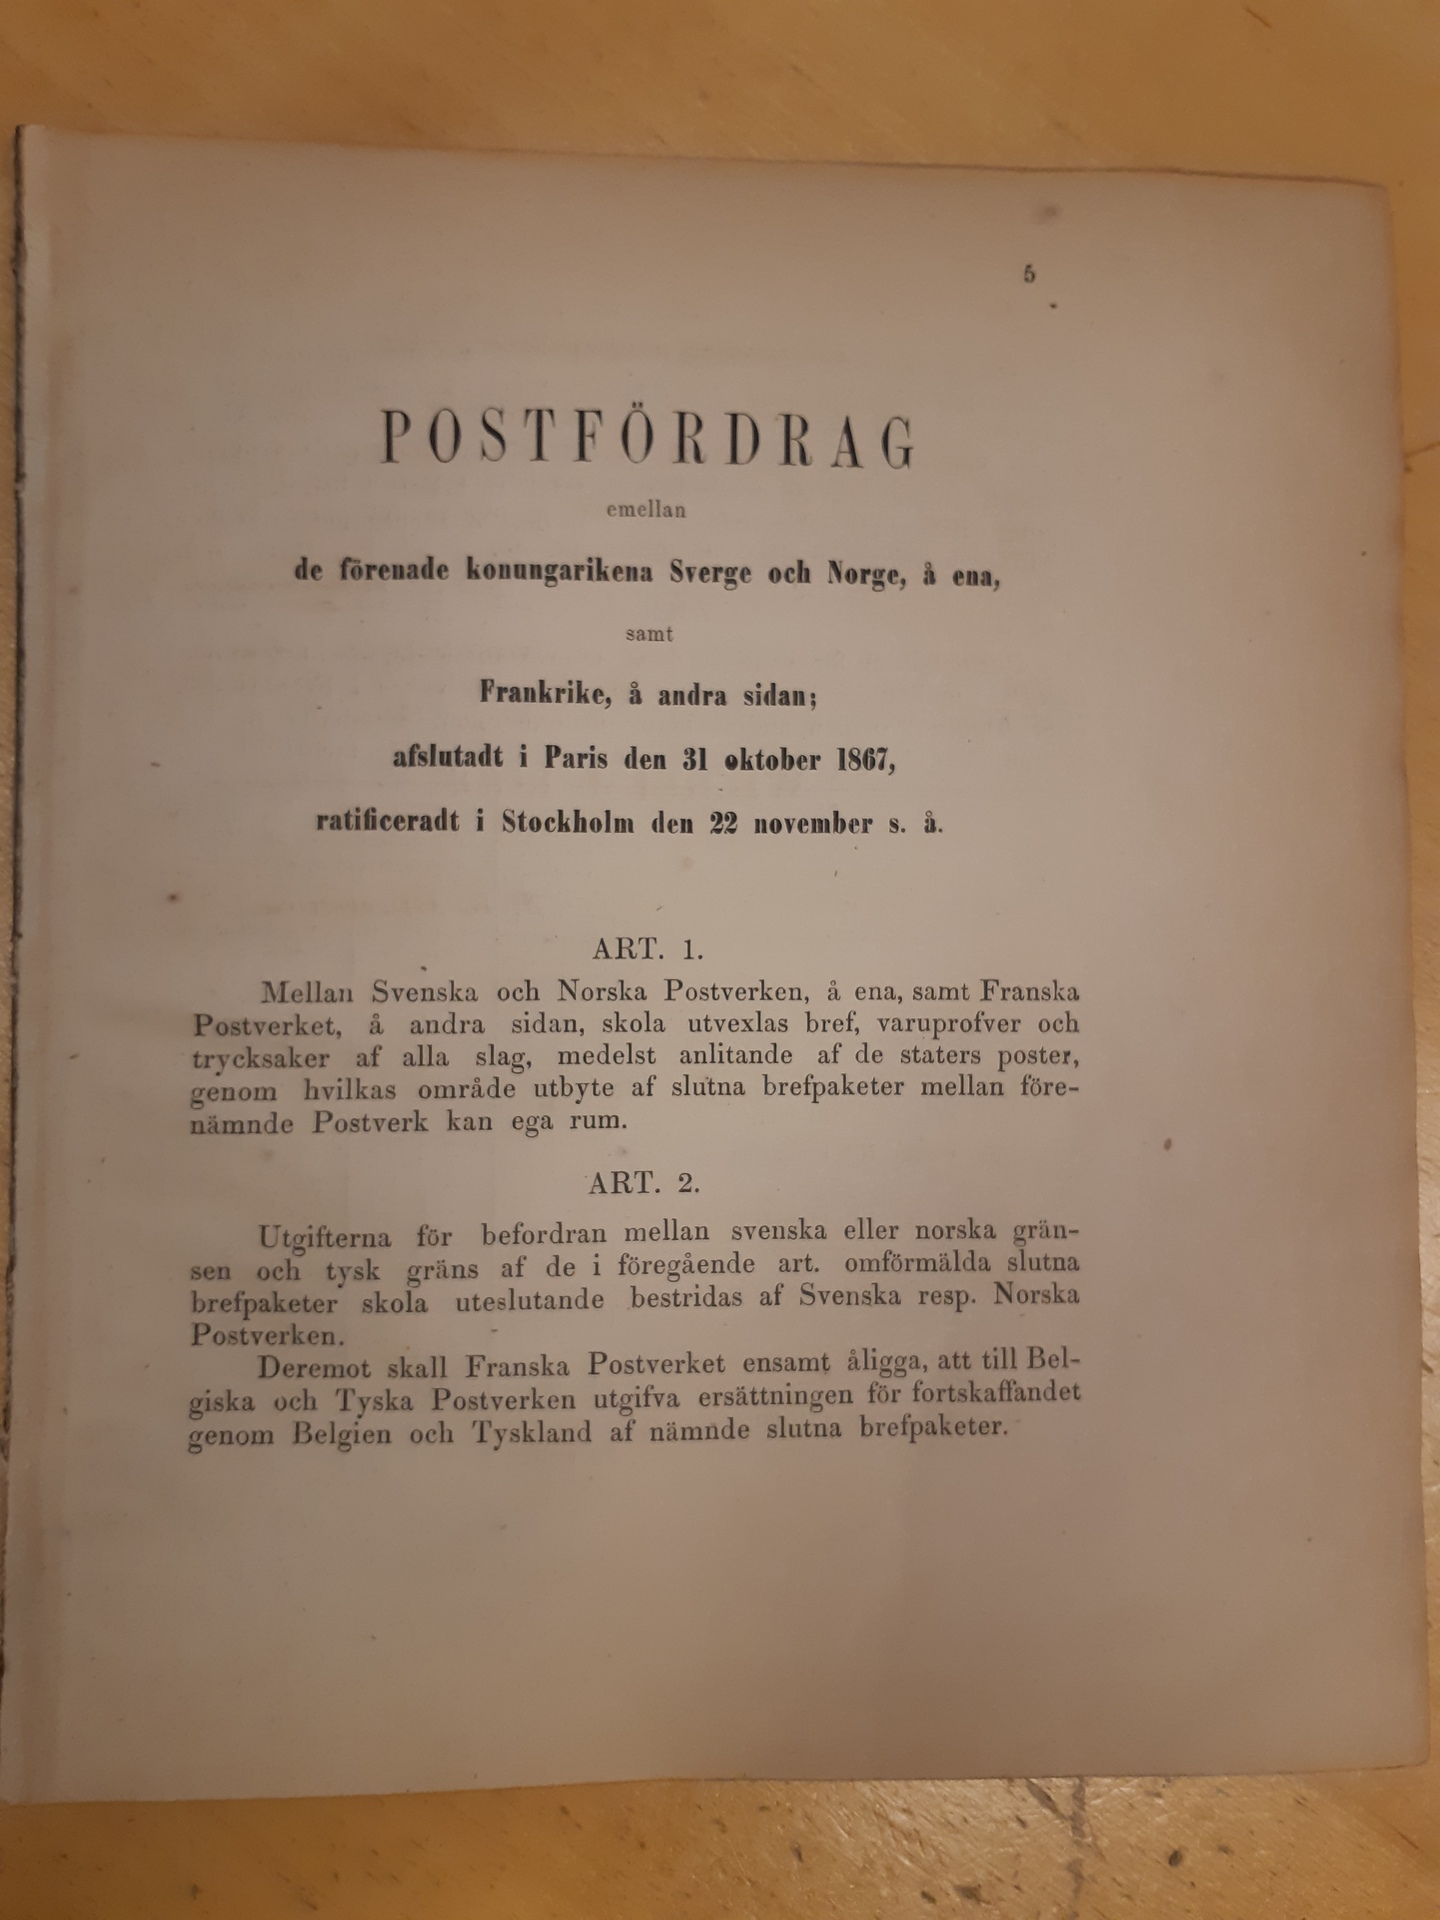 5
POSTFÖRDRAG
emellan
de förenade konungarikena Sverge och Norge, å ena,
samt
Frankrike, å andra sidan;
afslutadt i Paris den 31 oktober 1867,
ratificeradt i Stockholm den 22 november s. å.
ART. 1.
Mellan Svenska och Norska Postverken, å ena, samt Franska
Postverket, å andra sidan, skola utvexlas bref, varuprofver och
trycksaker af alla slag, medelst anlitande af de staters poster,
genom hvilkas område utbyte af slutna brefpaketer mellan före-
nämnde Postverk kan ega rum.
ART. 2.
Utgifterna för befordran mellan svenska eller norska grän-
sen och tysk gräns af de i föregående art. omförmälda slutna
brefpaketer skola uteslutande bestridas af Svenska resp. Norska
Postverken.
Deremot skall Franska Postverket ensamt åligga, att till Bel-
giska och Tyska Postverken utgifva ersättningen för fortskaffandet
genom Belgien och Tyskland af nämnde slutna brefpaketer.